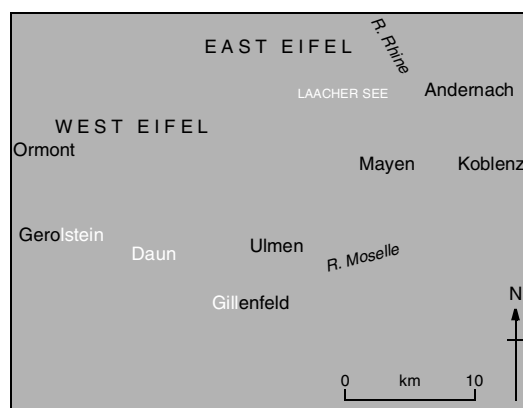 EAST EIFEL
R. Rhine
LAACHER SEE
Andernach
WEST EIFEL
Ormont
Mayen
Koblenz
Gerolstein
Daun
Ulmen
R. Moselle
Gillenfeld
N
0 km 10